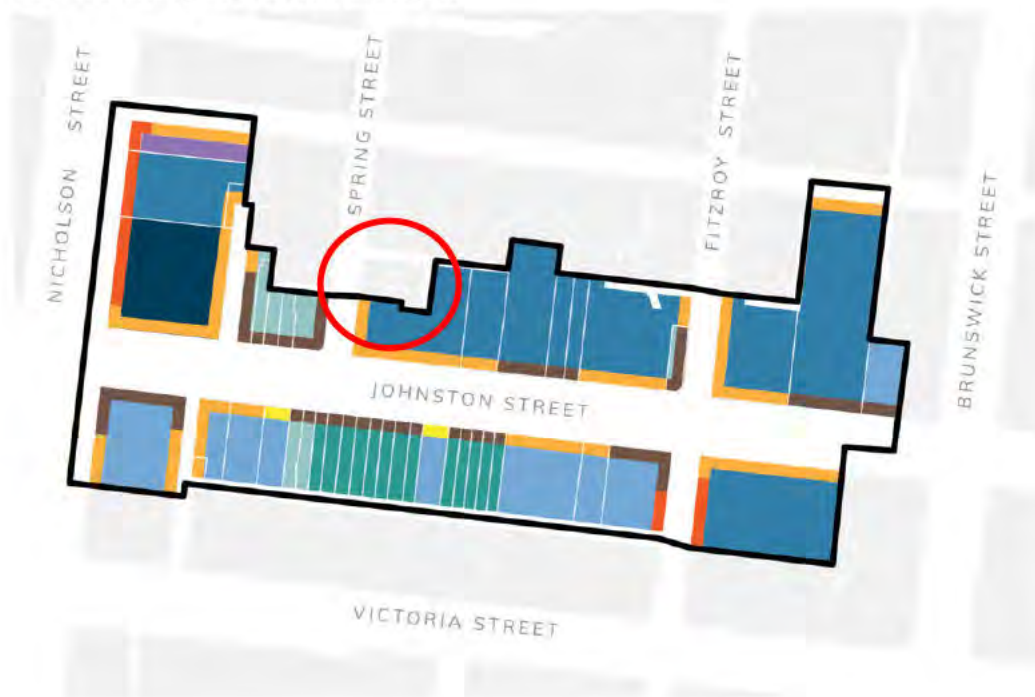 NICHOLSON STREET
SPRING STREET
FITZROY STREET
BRUNSWICK STREET
JOHNSTON STREET
VICTORIA STREET